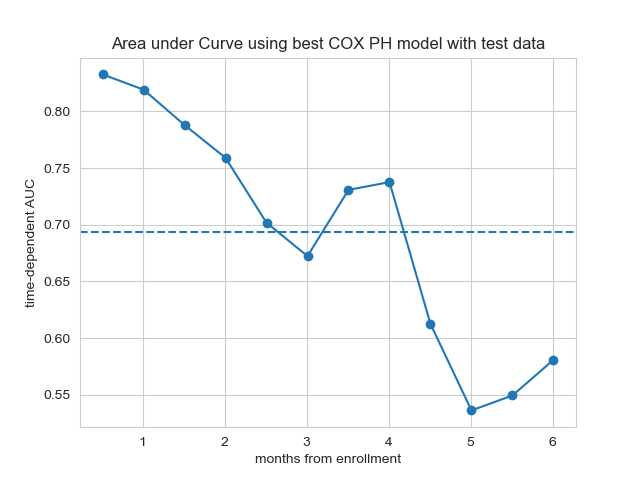 Area under Curve using best COX PH model with test data
time-dependent AUC
0.80
0.75
0.70
0.65
0.60
0.55
1 2 3 4 5 6
months from enrollment